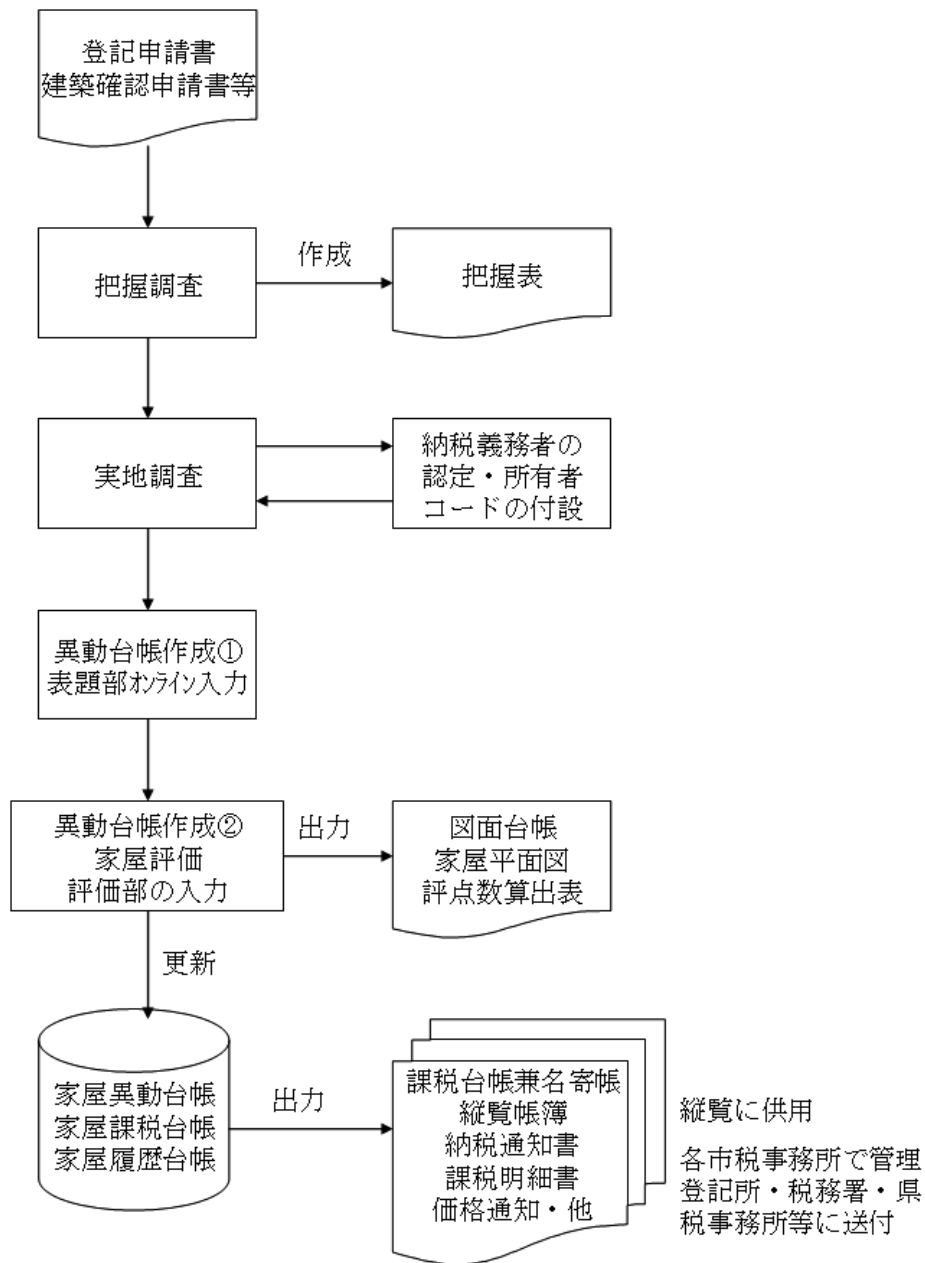 登記申請書
建築確認申請書等
把握調査
作成
把握表
実地調査
納税義務者の
認定・所有者
コードの付設
異動台帳作成①
表題部ｵﾝﾗｲﾝ入力
異動台帳作成②
家屋評価
評価部の入力
出力
図面台帳
家屋平面図
評点数算出表
更新
家屋異動台帳
家屋課税台帳
家屋履歴台帳
出力
課税台帳兼名寄帳
縦覧帳簿
納税通知書
課税明細書
価格通知・他
縦覧に供用
各市税事務所で管理
登記所・税務署・県
税事務所等に送付